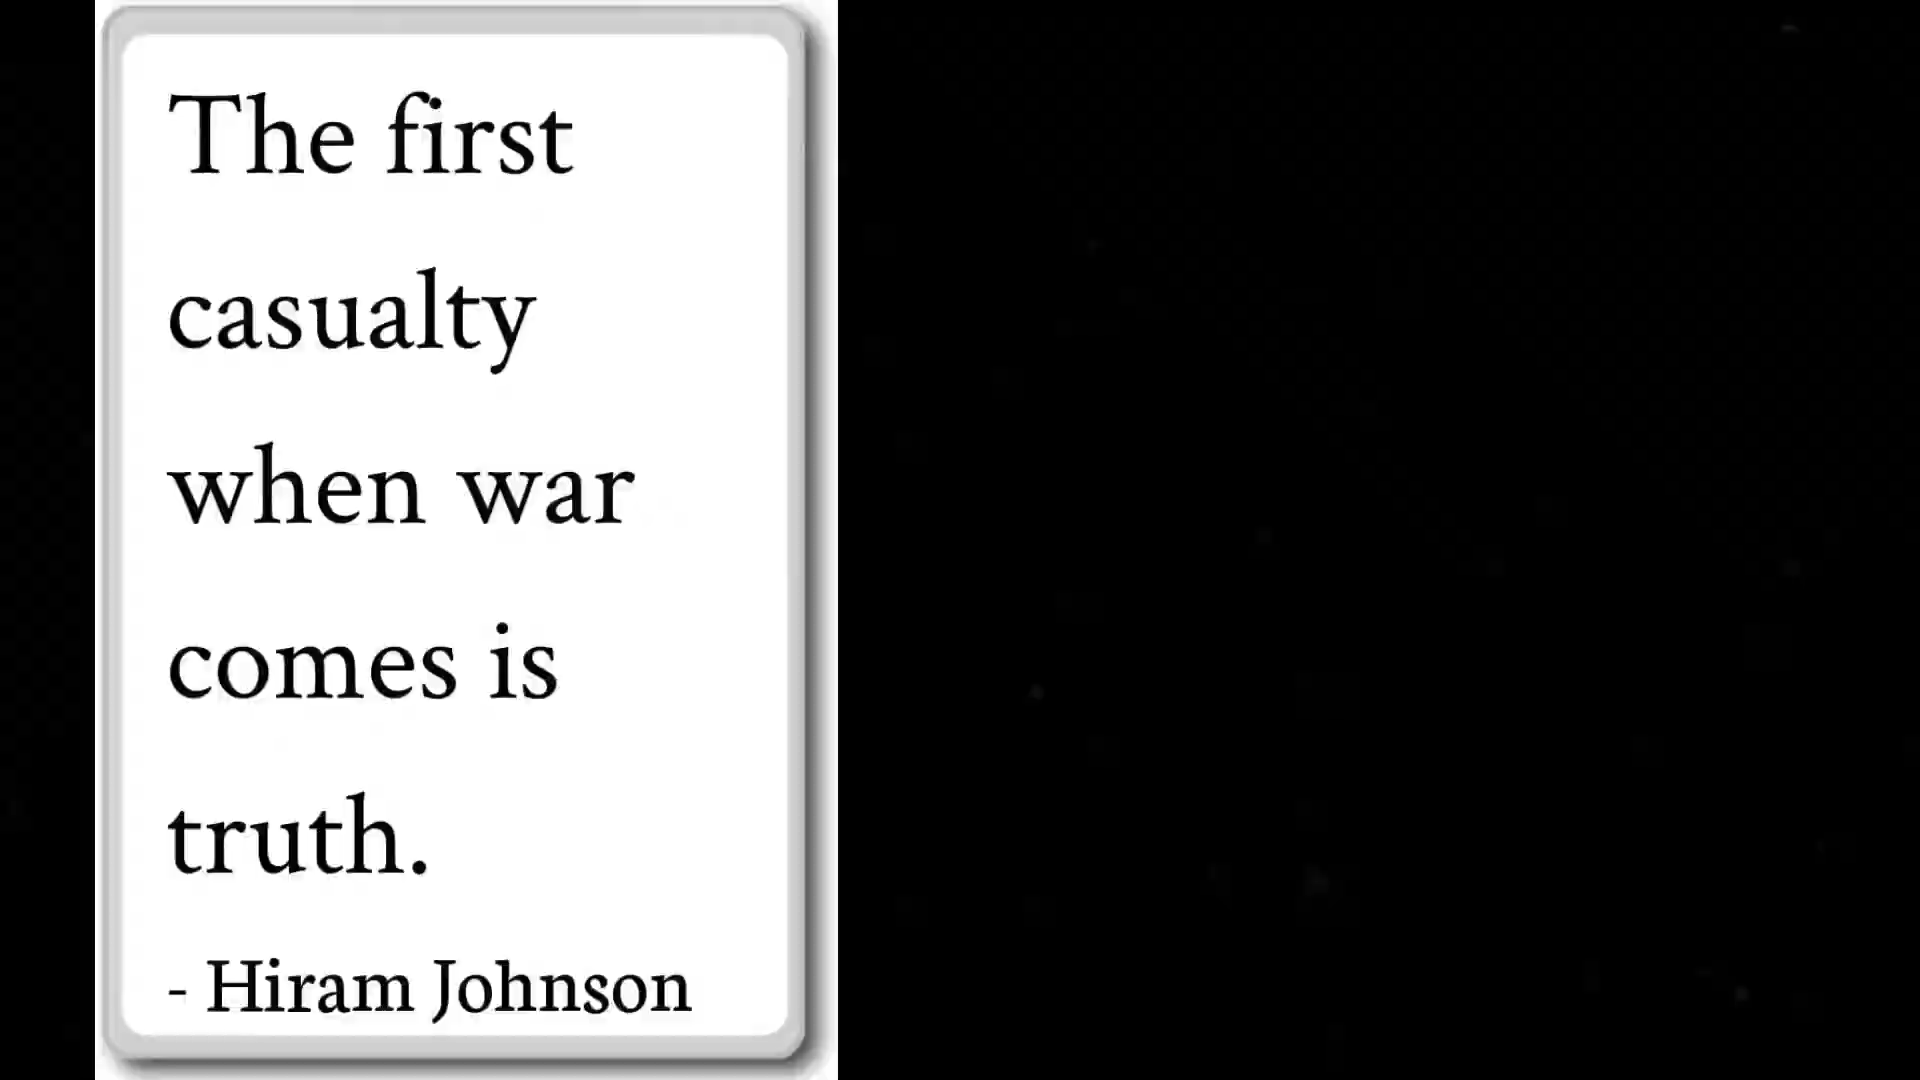 The first
casualty
when war
comes is
truth.
- Hiram Johnson